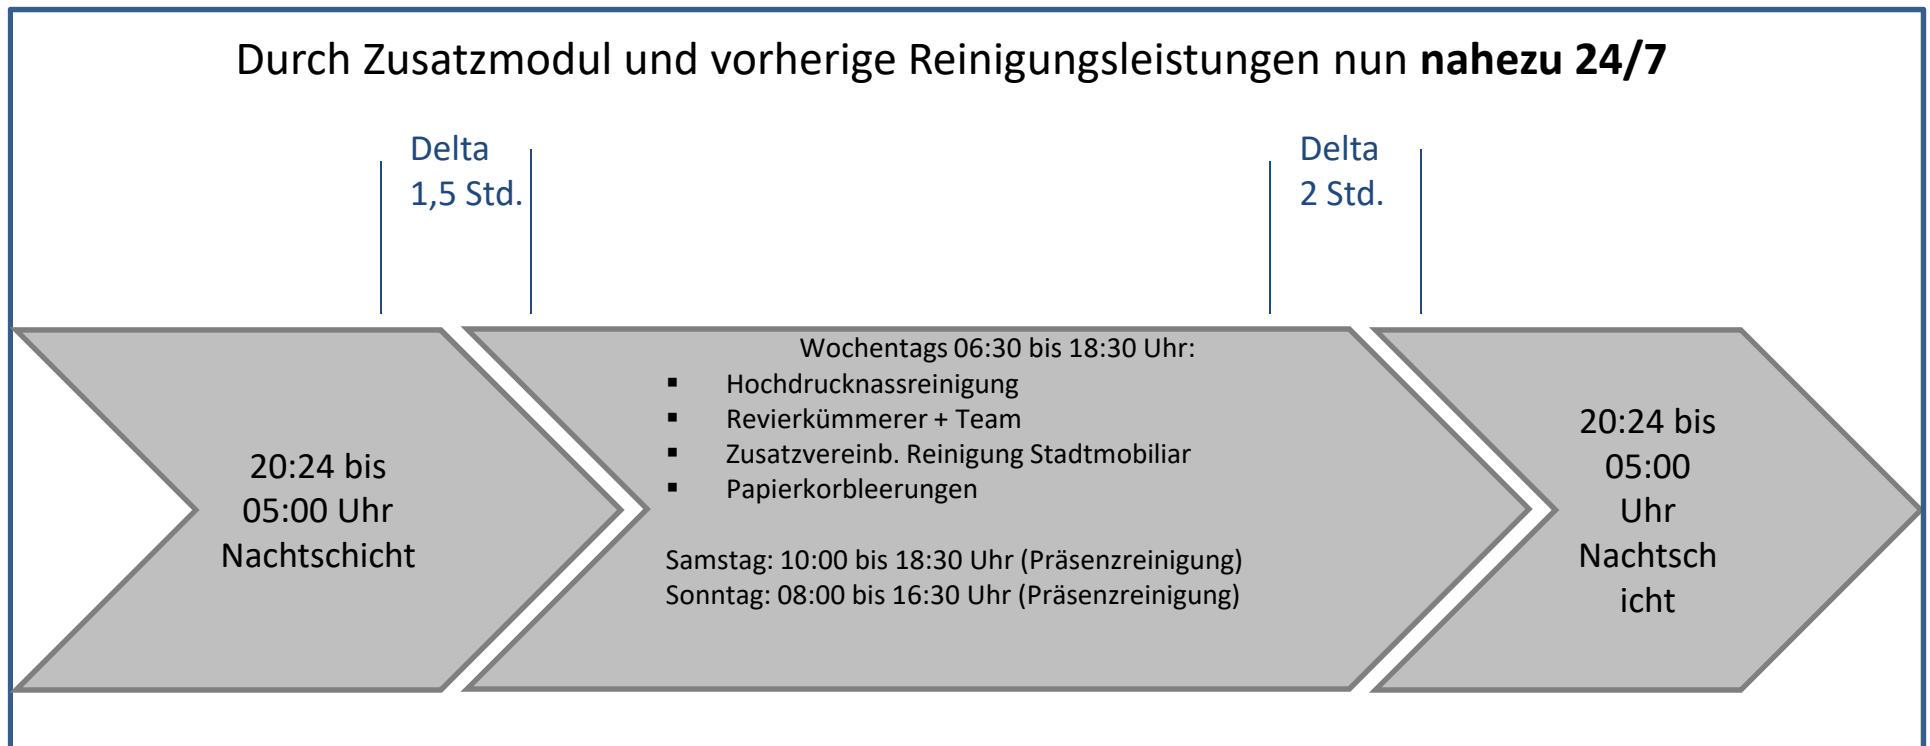 Durch Zusatzmodul und vorherige Reinigungsleistungen nun nahezu 24/7
Delta
1,5 Std.
Delta
2 Std.
20:24 bis
05:00 Uhr
Nachtschicht
Wochentags 06:30 bis 18:30 Uhr:
▪ Hochdrucknassreinigung
▪ Revierkümmerer + Team
▪ Zusatzvereinb. Reinigung Stadtmobiliar
▪ Papierkorbleerungen
Samstag: 10:00 bis 18:30 Uhr (Präsenzreinigung)
Sonntag: 08:00 bis 16:30 Uhr (Präsenzreinigung)
20:24 bis
05:00
Uhr
Nachtsch
icht